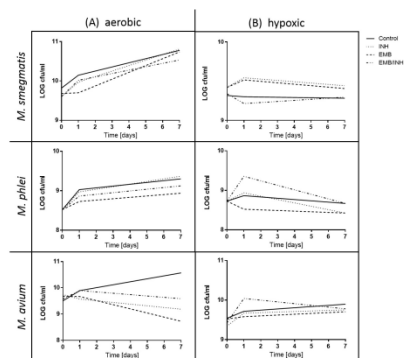 (A) aerobic
(B) hypoxic
Control
INH
EMB
EMB/INH
M. smegmatis
LOG cfu/ml
11
10
9
0 1 2 3 4 5 6 7
Time [days]
LOG cfu/ml
11
10
9
0 1 2 3 4 5 6 7
Time [days]
M. phlei
LOG cfu/ml
10
9
8
0 1 2 3 4 5 6 7
Time [days]
LOG cfu/ml
10
9
8
0 1 2 3 4 5 6 7
Time [days]
M. avium
LOG cfu/ml
11
10
9
8
0 1 2 3 4 5 6 7
Time [days]
LOG cfu/ml
11
10
9
0 1 2 3 4 5 6 7
Time [days]